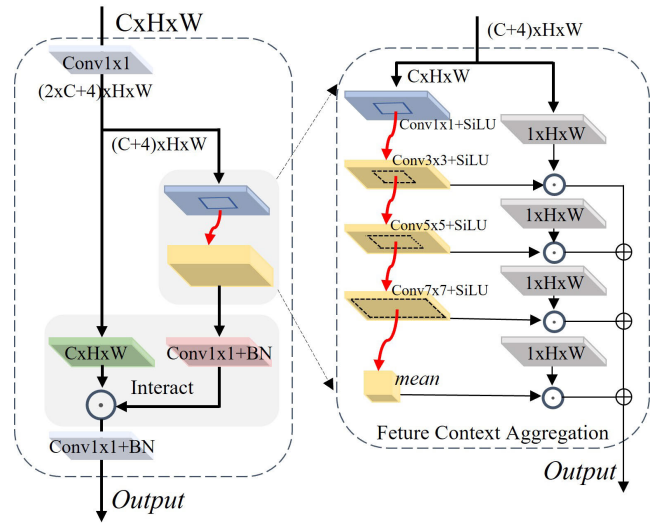 CxHxW
Conv1x1
(2xC+4)xHxW
(C+4)xHxW
CxHxW
Conv1x1+BN
Interact
Conv1x1+BN
Output
(C+4)xHxW
CxHxW
Conv1x1+SiLU
1xHxW
Conv3x3+SiLU
1xHxW
Conv5x5+SiLU
1xHxW
Conv7x7+SiLU
1xHxW
mean
Feture Context Aggregation
Output